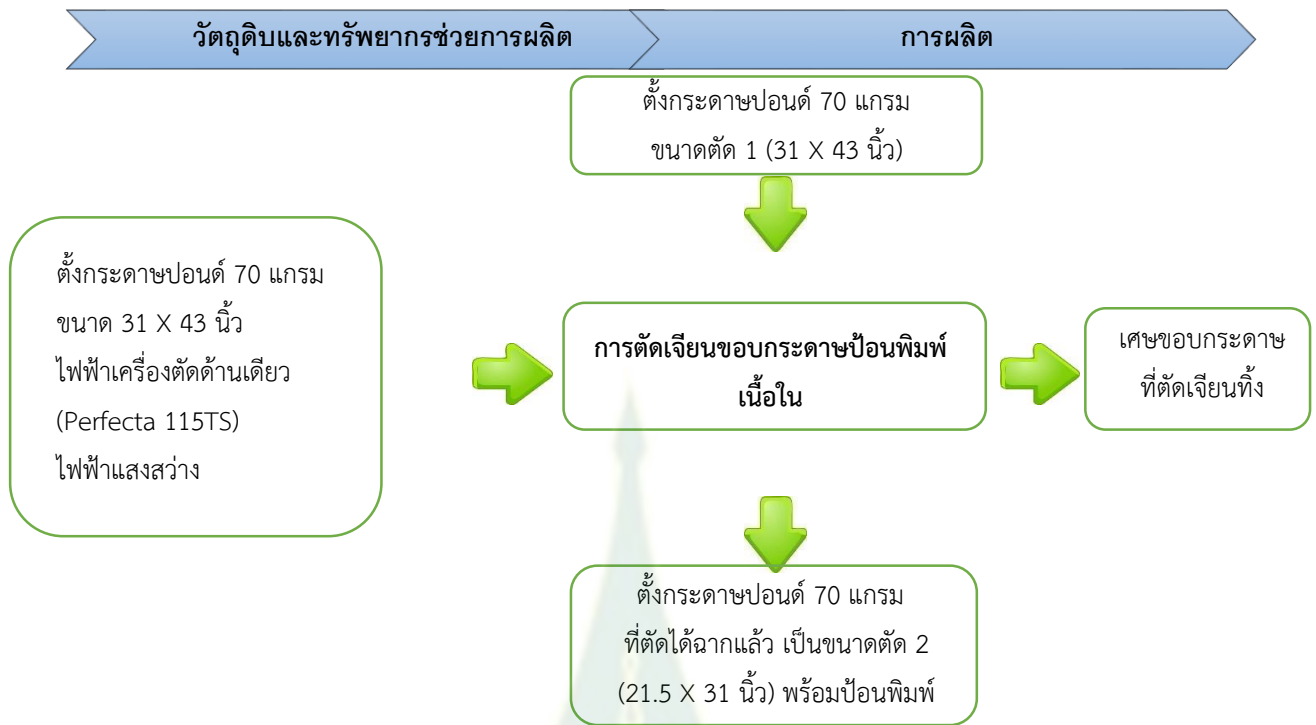 วัตถุดิบและทรัพยากรช่วยการผลิต
การผลิต
ตั้งกระดาษปอนด์ 70 แกรม
ขนาดตัด 1 (31 X 43 นิ้ว)
ตั้งกระดาษปอนด์ 70 แกรม
ขนาด 31 X 43 นิ้ว
ไฟฟ้าเครื่องตัดด้านเดียว
(Perfecta 115TS)
ไฟฟ้าแสงสว่าง
การตัดเจียนขอบกระดาษป้อนพิมพ์
เนื้อใน
เศษขอบกระดาษ
ที่ตัดเจียนทิ้ง
ตั้งกระดาษปอนด์ 70 แกรม
ที่ตัดได้ฉากแล้ว เป็นขนาดตัด 2
(21.5 X 31 นิ้ว) พร้อมป้อนพิมพ์